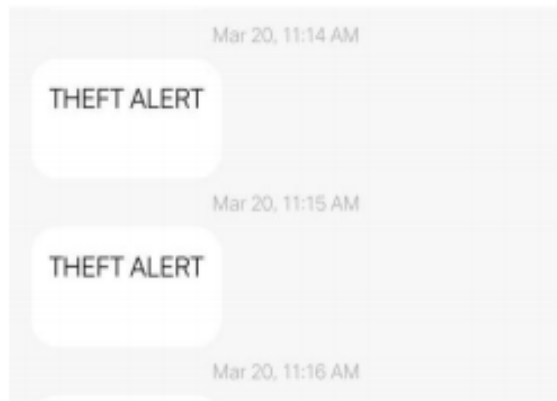 Mar 20, 11:14 AM
THEFT ALERT
Mar 20, 11:15 AM
THEFT ALERT
Mar 20, 11:16 AM